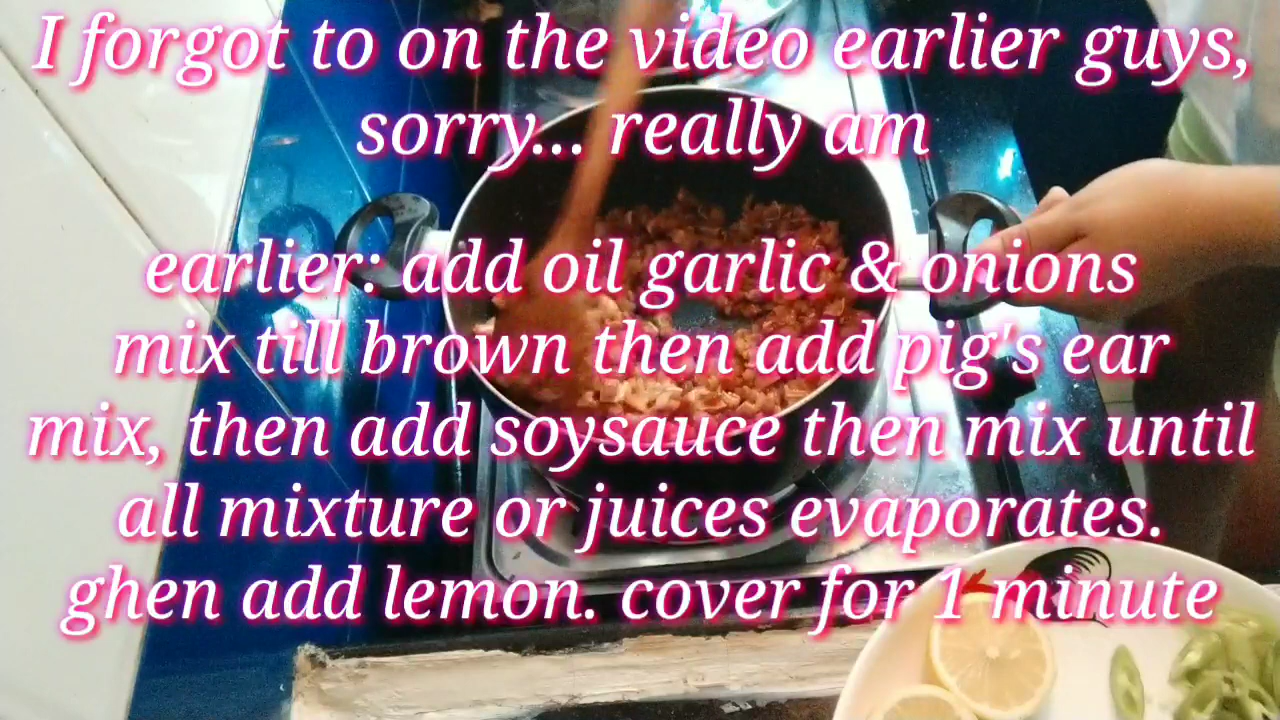 I forgot to on the video earlier guys,
sorry... really am
earlier: add oil garlic & onions
mix till brown then add pig's ear
mix, then add soysauce then mix until
all mixture or juices evaporates.
ghen add lemon. cover for 1 minute